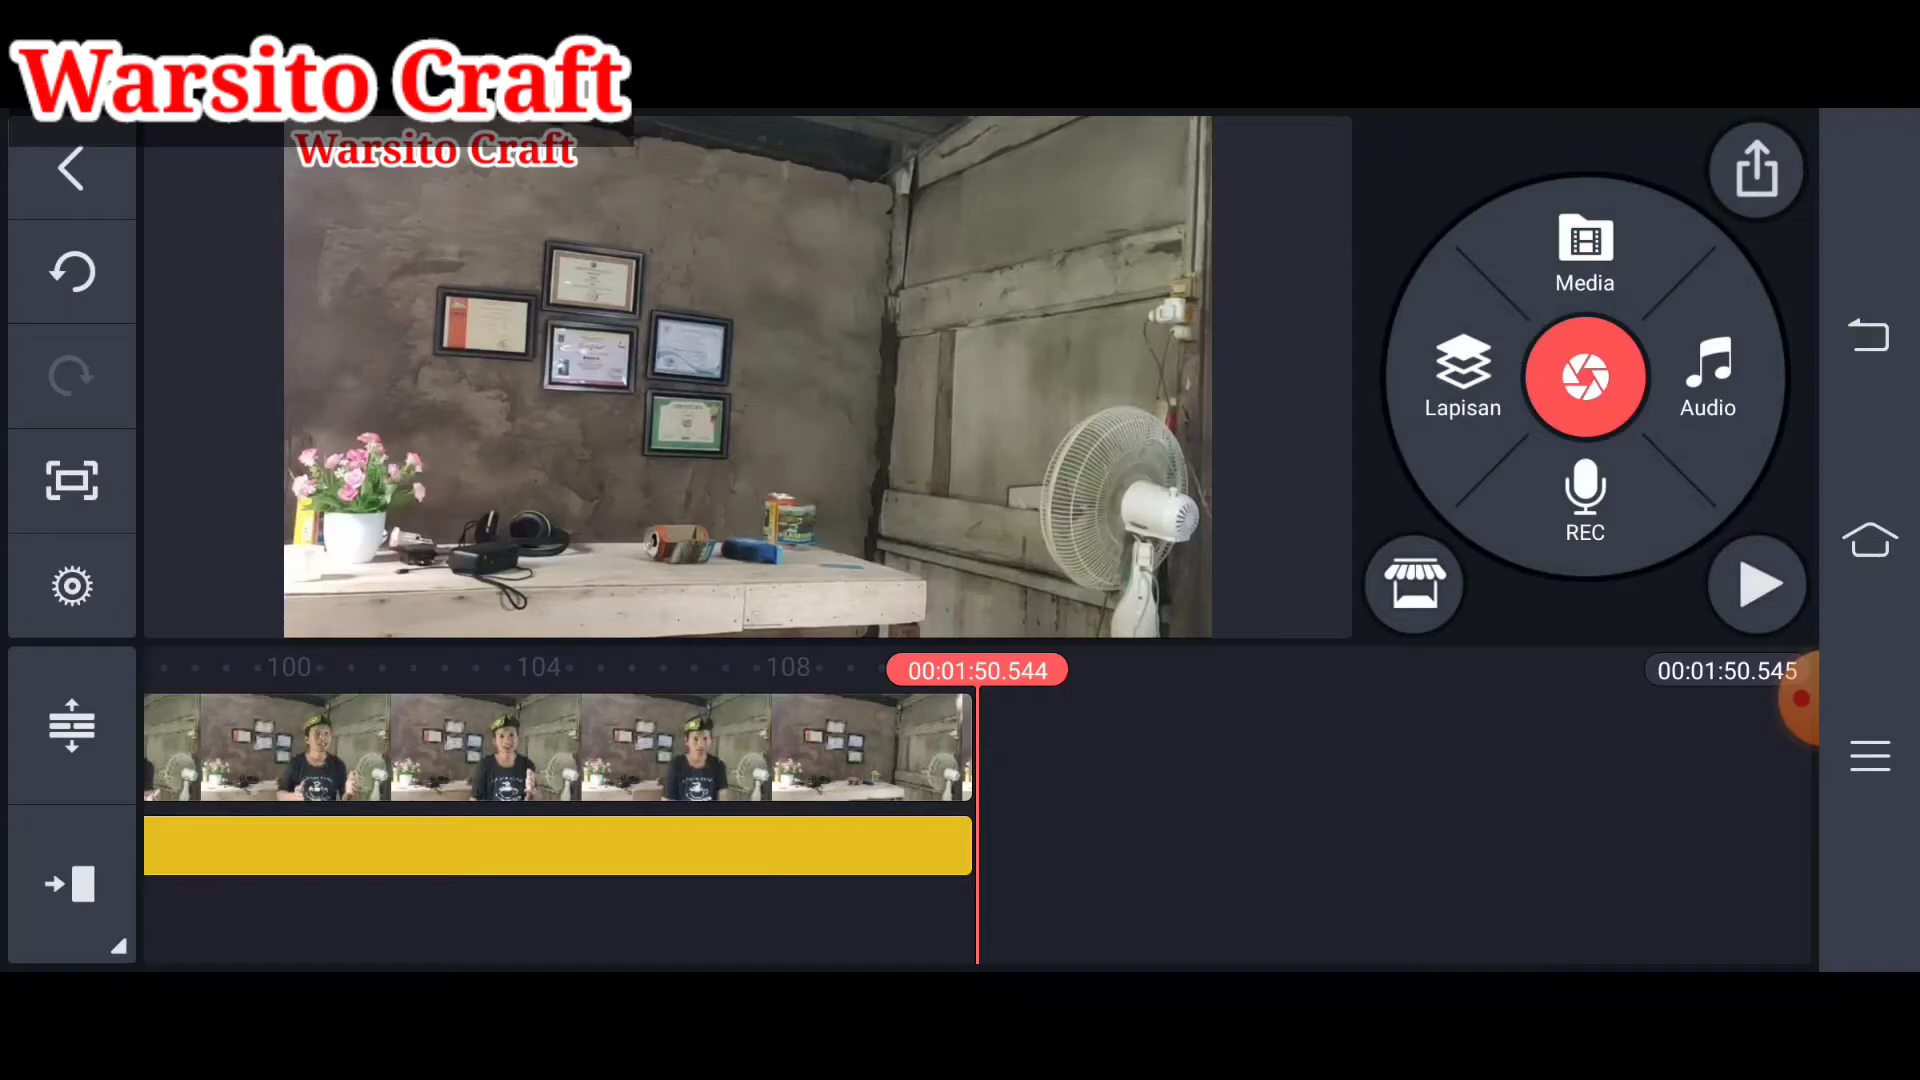 Warsito Craft
Warsito Craft
Media
Lapisan
Audio
REC
100
104
108
00:01:50.544
00:01:50.545